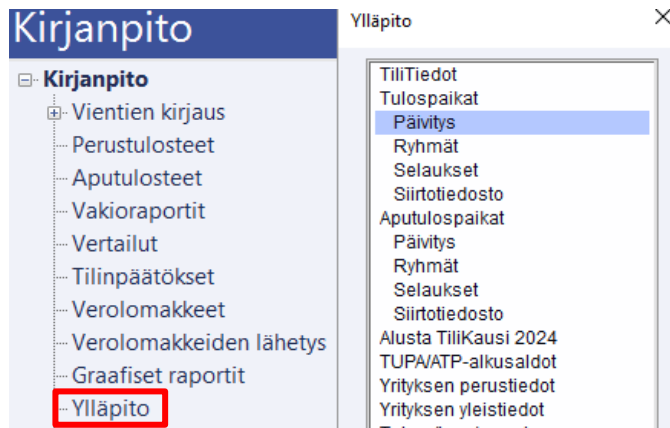 Kirjanpito
Kirjanpito
Vientien kirjaus
Perustulosteet
Aputulosteet
Vakioraportit
Vertailut
Tilinpäätökset
Verolomakkeet
Verolomakkeiden lähetys
Graafiset raportit
Ylläpito
Ylläpito
TiliTiedot
Tulospaikat
Päivitys
Ryhmät
Selaukset
Siirtotiedosto
Aputulospaikat
Päivitys
Ryhmät
Selaukset
Siirtotiedosto
Alusta TiliKausi 2024
TUPA/ATP-alkusaldot
Yrityksen perustiedot
Yrityksen yleistiedot